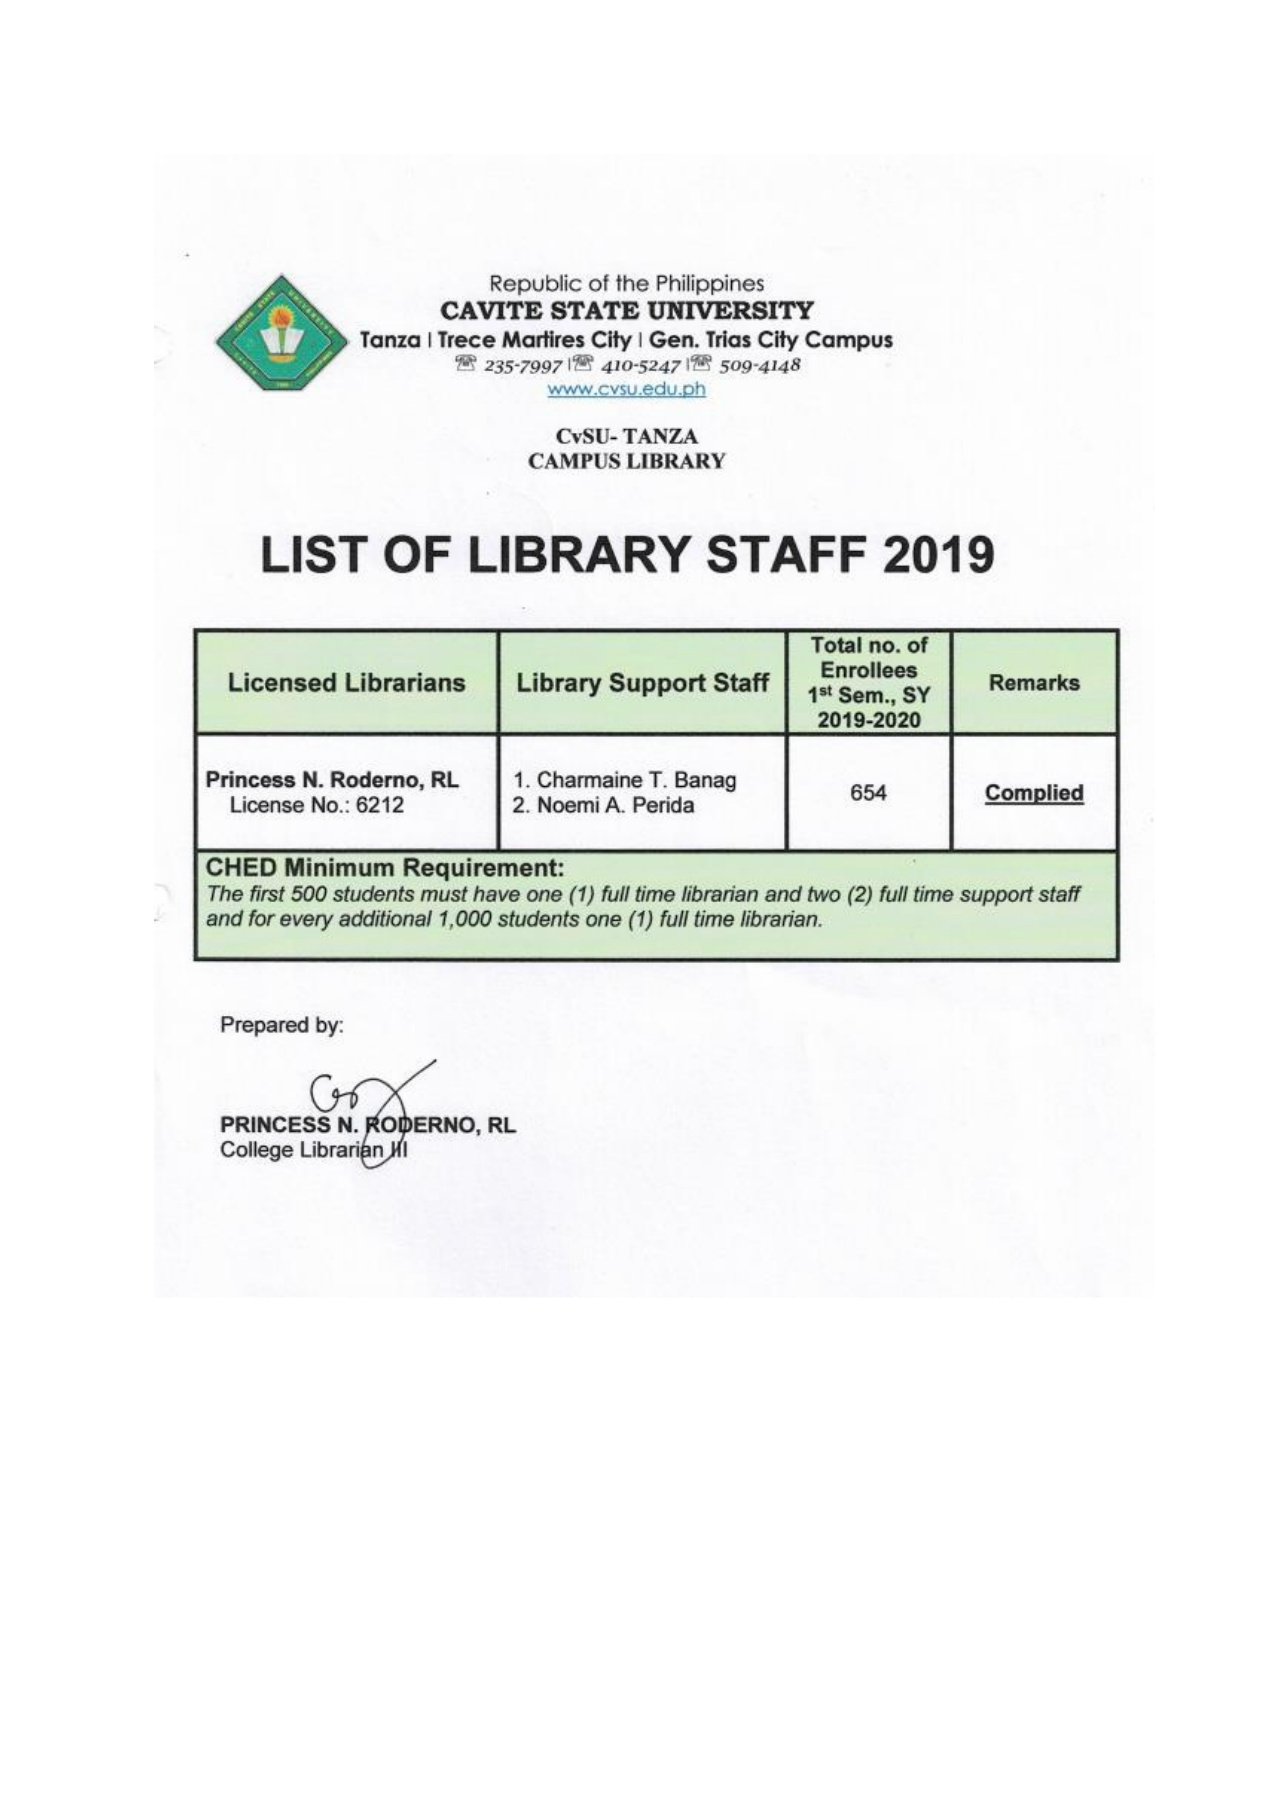 Republic of the Philippines
CAVITE STATE UNIVERSITY
Tanza | Trece Martires City | Gen. Trias City Campus
☏ 235-7997 |☏ 410-5247 |☏ 509-4148
www.cvsu.edu.ph
CvSU- TANZA
CAMPUS LIBRARY
LIST OF LIBRARY STAFF 2019
Licensed Librarians
Library Support Staff
Total no. of
Enrollees
1st Sem., SY
2019-2020
Remarks
Princess N. Roderno, RL
License No.: 6212
1. Charmaine T. Banag
2. Noemi A. Perida
654
Complied
CHED Minimum Requirement:
The first 500 students must have one (1) full time librarian and two (2) full time support staff
and for every additional 1,000 students one (1) full time librarian.
Prepared by:
PRINCESS N. RODERNO, RL
College Librarian III